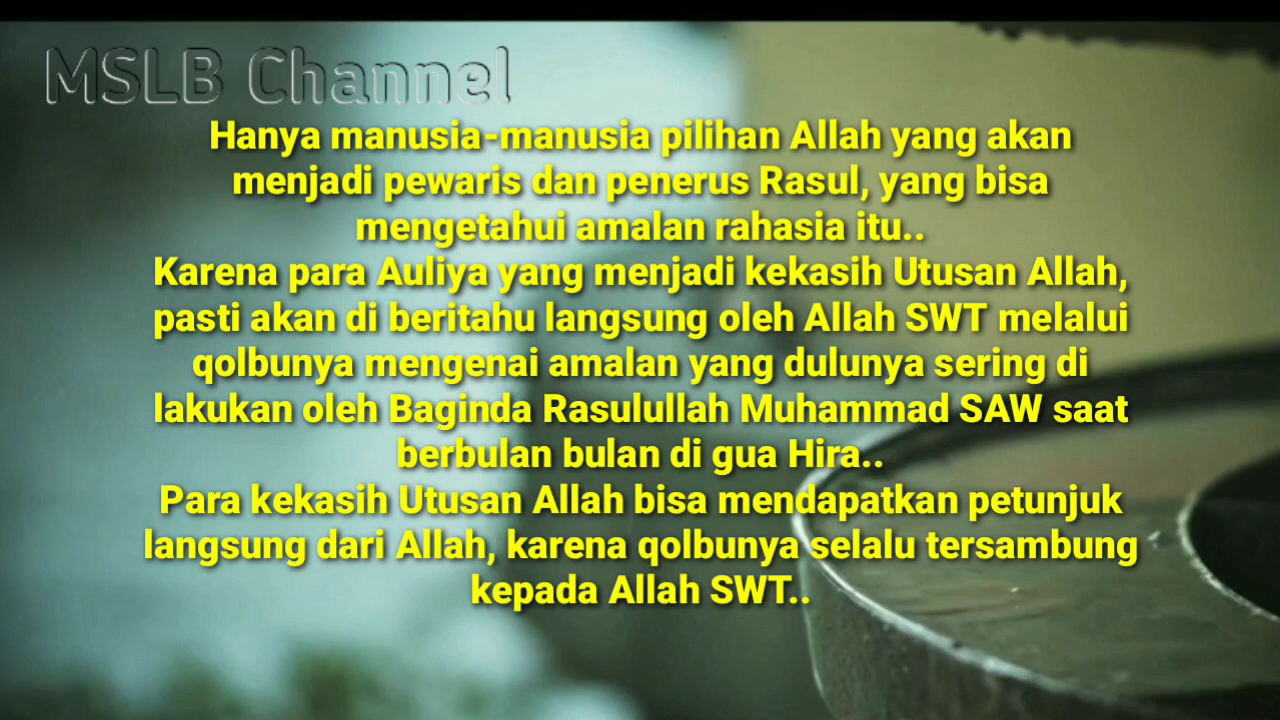 MSLB Channel
Hanya manusia-manusia pilihan Allah yang akan
menjadi pewaris dan penerus Rasul, yang bisa
mengetahui amalan rahasia itu..
Karena para Auliya yang menjadi kekasih Utusan Allah,
pasti akan di beritahu langsung oleh Allah SWT melalui
qolbunya mengenai amalan yang dulunya sering di
lakukan oleh Baginda Rasulullah Muhammad SAW saat
berbulan bulan di gua Hira..
Para kekasih Utusan Allah bisa mendapatkan petunjuk
langsung dari Allah, karena qolbunya selalu tersambung
kepada Allah SWT..